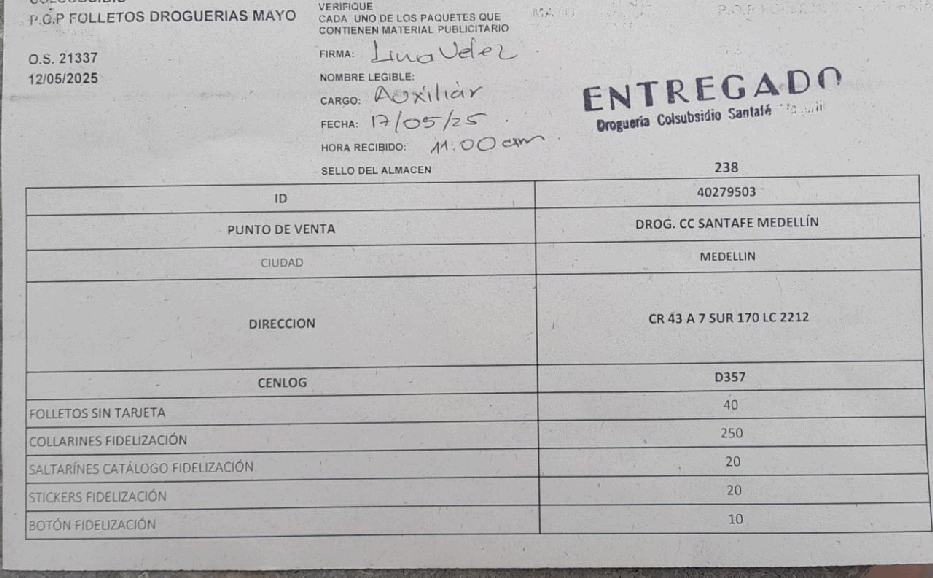 P.O.P FOLLETOS DROGUERIAS MAYO
O.S. 21337
12/05/2025
VERIFIQUE
CADA UNO DE LOS PAQUETES QUE
CONTIENEN MATERIAL PUBLICITARIO
FIRMA: Lina Velez
NOMBRE LEGIBLE:
CARGO: Auxiliar
FECHA: 17/05/25
HORA RECIBIDO: 11:00 am
SELLO DEL ALMACEN
ENTREGADO
Droguería Colsubsidio Santafé
238
ID 40279503
PUNTO DE VENTA DROG. CC SANTAFE MEDELLÍN
CIUDAD MEDELLIN
DIRECCION CR 43 A 7 SUR 170 LC 2212
CENLOG D357
FOLLETOS SIN TARJETA 40
COLLARINES FIDELIZACIÓN 250
SALTARÍNES CATÁLOGO FIDELIZACIÓN 20
STICKERS FIDELIZACIÓN 20
BOTÓN FIDELIZACIÓN 10